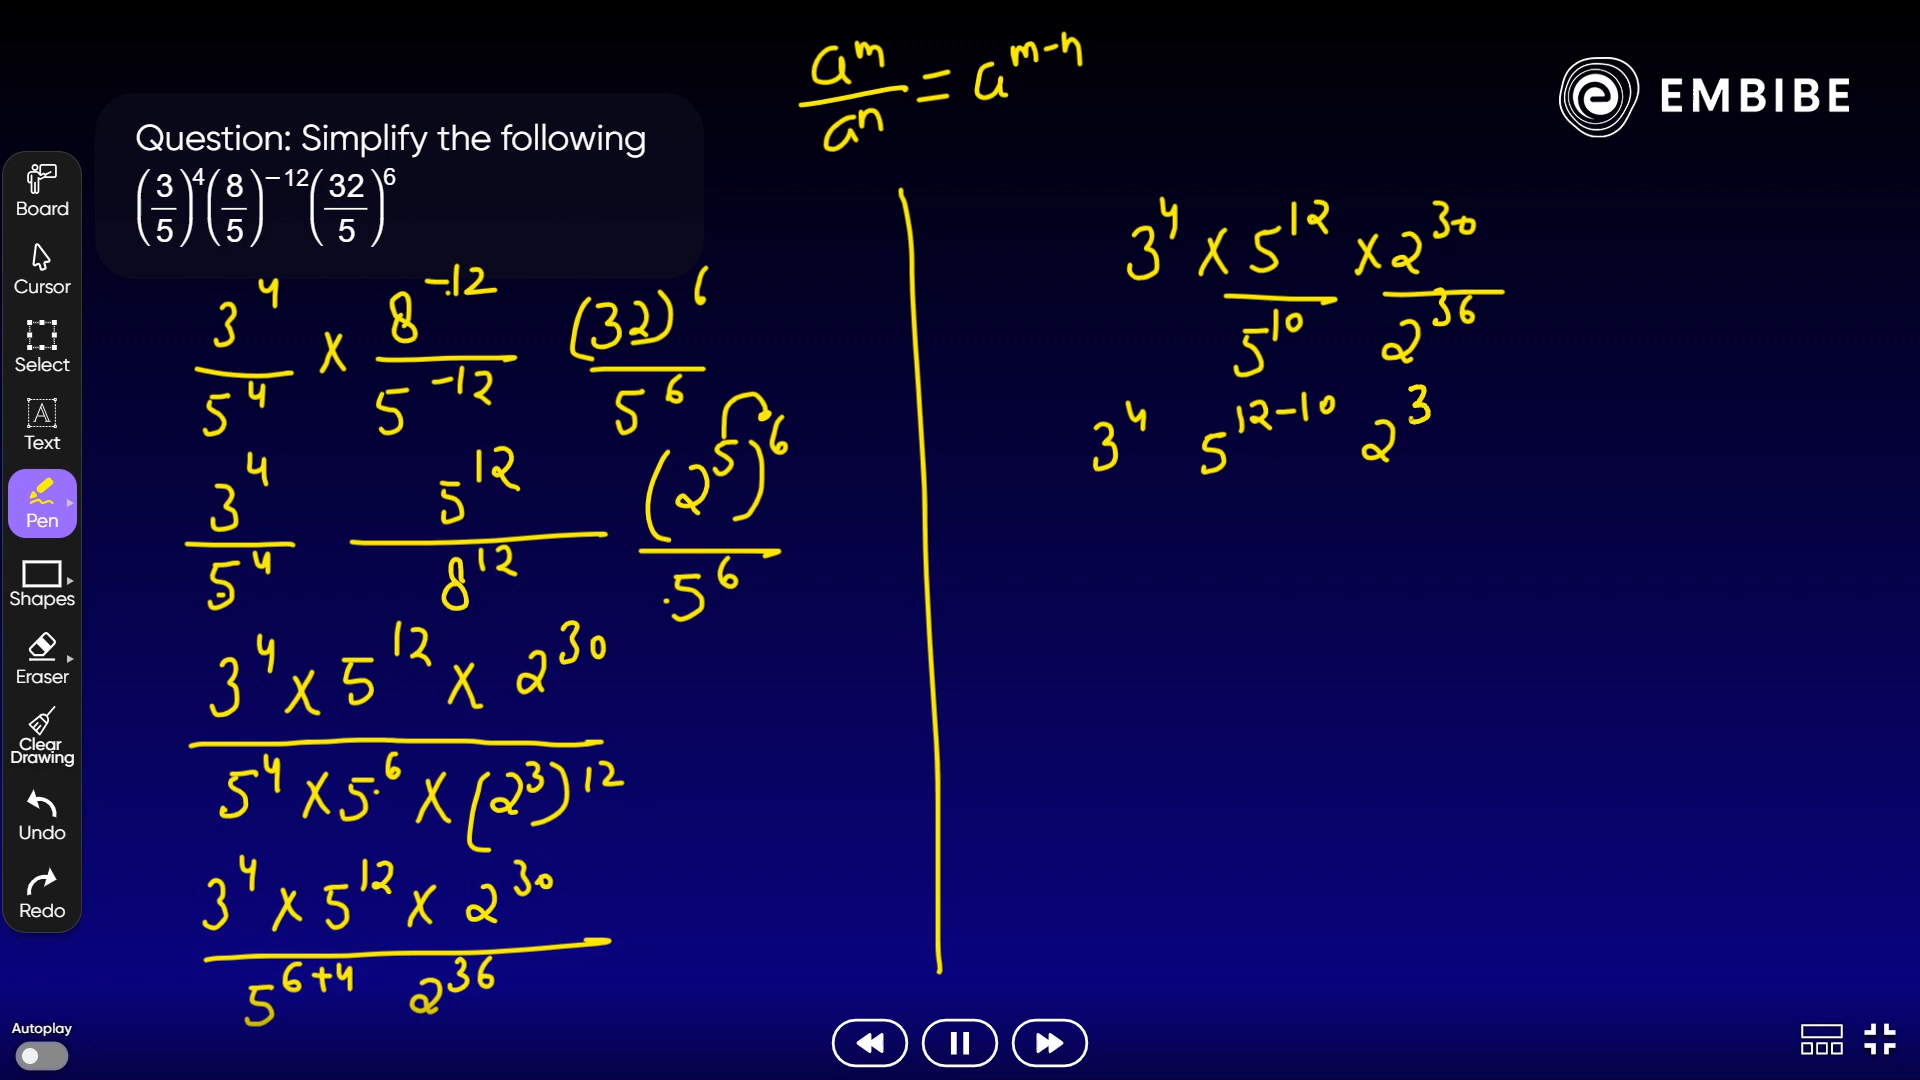 a^m / a^n = a^(m-n)
EMBIBE
Question: Simplify the following
(3/5)^4 (8/5)^−12 (32/5)^6
Board
Cursor
Select
Text
Pen
Shapes
Eraser
Clear Drawing
Undo
Redo
Autoplay
3^4 / 5^4 × 8^-12 / 5^-12 (32)^6 / 5^6
3^4 / 5^4 5^12 / 8^12 (2^5)^6 / 5^6
3^4 × 5^12 × 2^30
5^4 × 5^6 × (2^3)^12
3^4 × 5^12 × 2^30
5^(6+4) 2^36
3^4 × 5^12 / 5^10 × 2^30 / 2^36
3^4 5^(12-10) 2^3